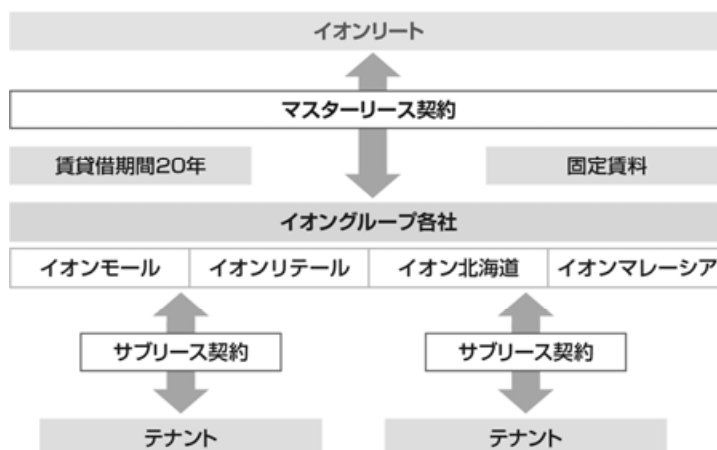 イオンリート
マスターリース契約
賃貸借期間20年
固定賃料
イオングループ各社
イオンモール
イオンリテール
イオン北海道
イオンマレーシア
サブリース契約
サブリース契約
テナント
テナント